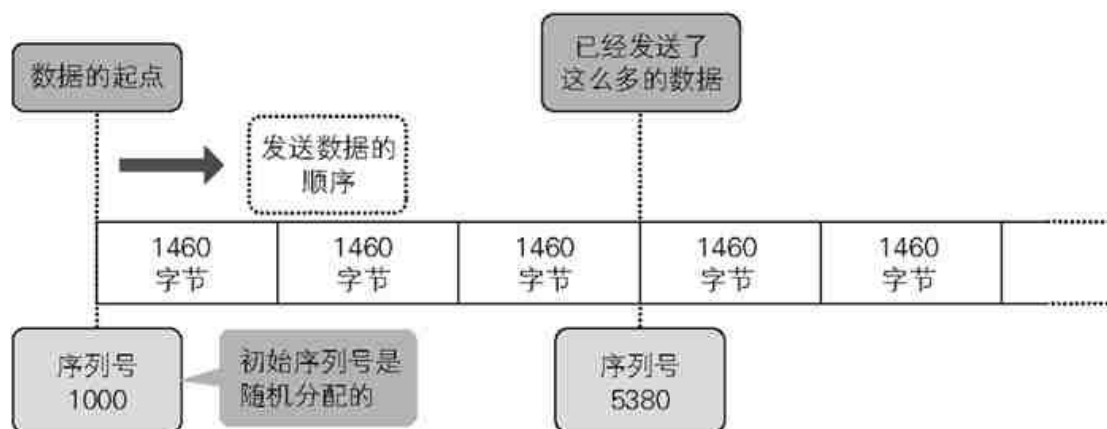 数据的起点
已经发送了
这么多的数据
发送数据的
顺序
1460
字节
1460
字节
1460
字节
1460
字节
1460
字节
序列号
1000
初始序列号是
随机分配的
序列号
5380